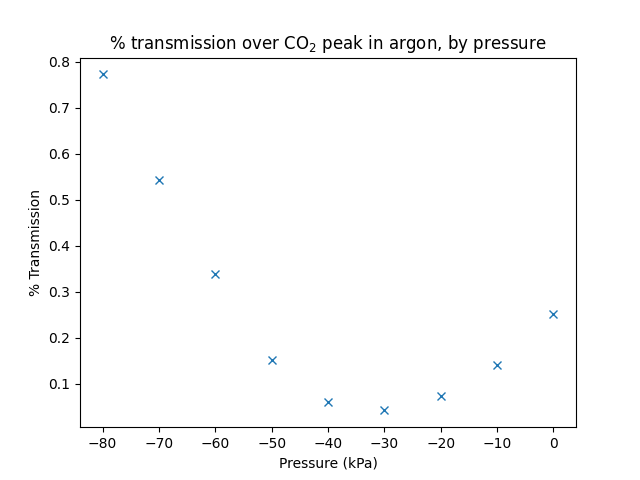 % transmission over CO₂ peak in argon, by pressure
0.8
0.7
0.6
0.5
0.4
0.3
0.2
0.1
% Transmission
−80 −70 −60 −50 −40 −30 −20 −10 0
Pressure (kPa)